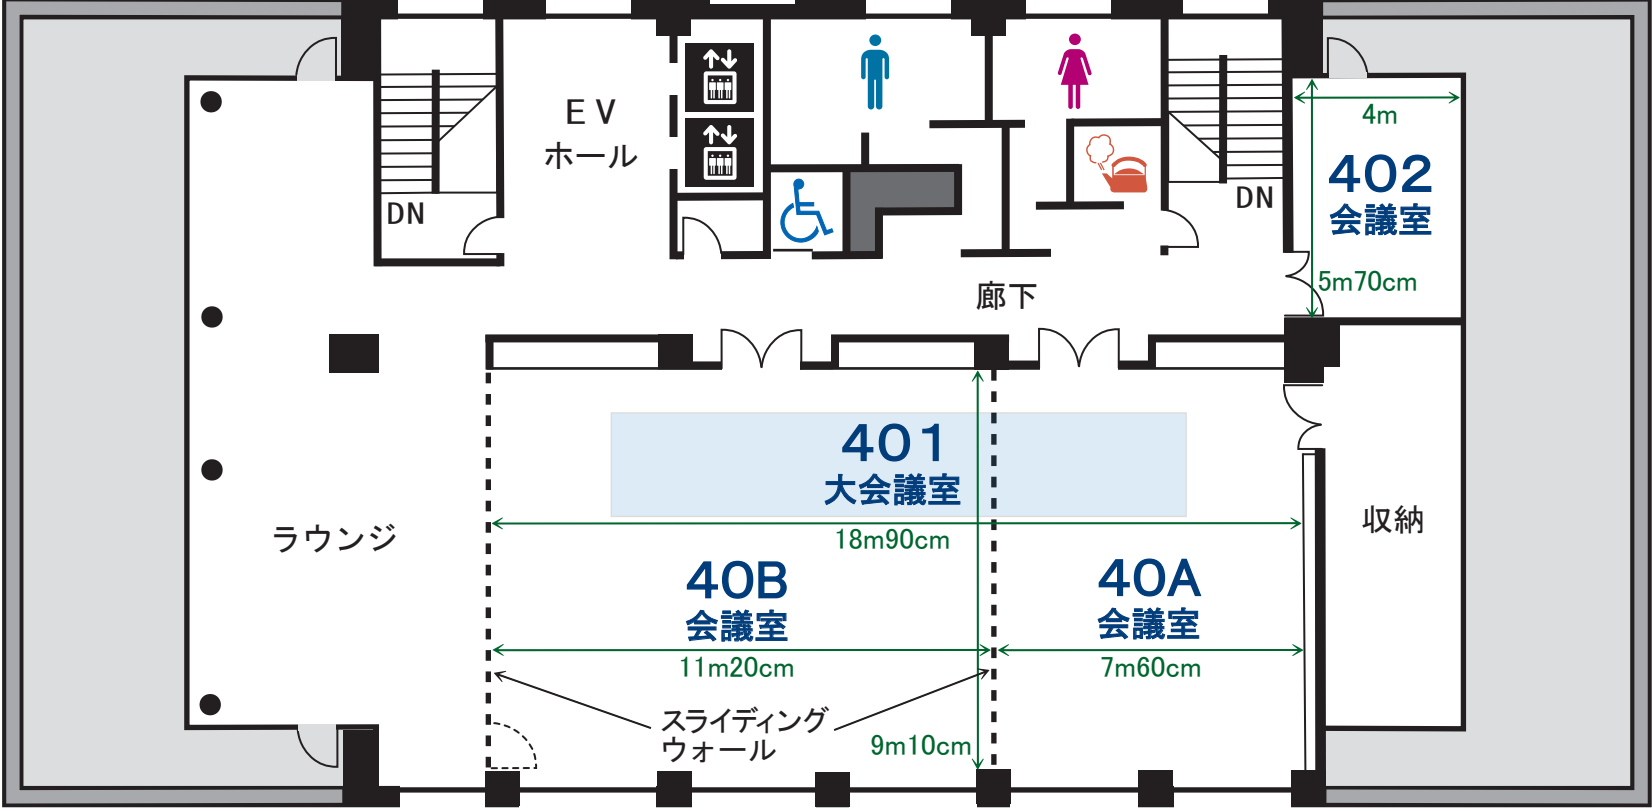 EV
ホール
DN
DN
4m
402
会議室
5m70cm
廊下
401
大会議室
18m90cm
収納
ラウンジ
40B
会議室
11m20cm
40A
会議室
7m60cm
スライディング
ウォール
9m10cm